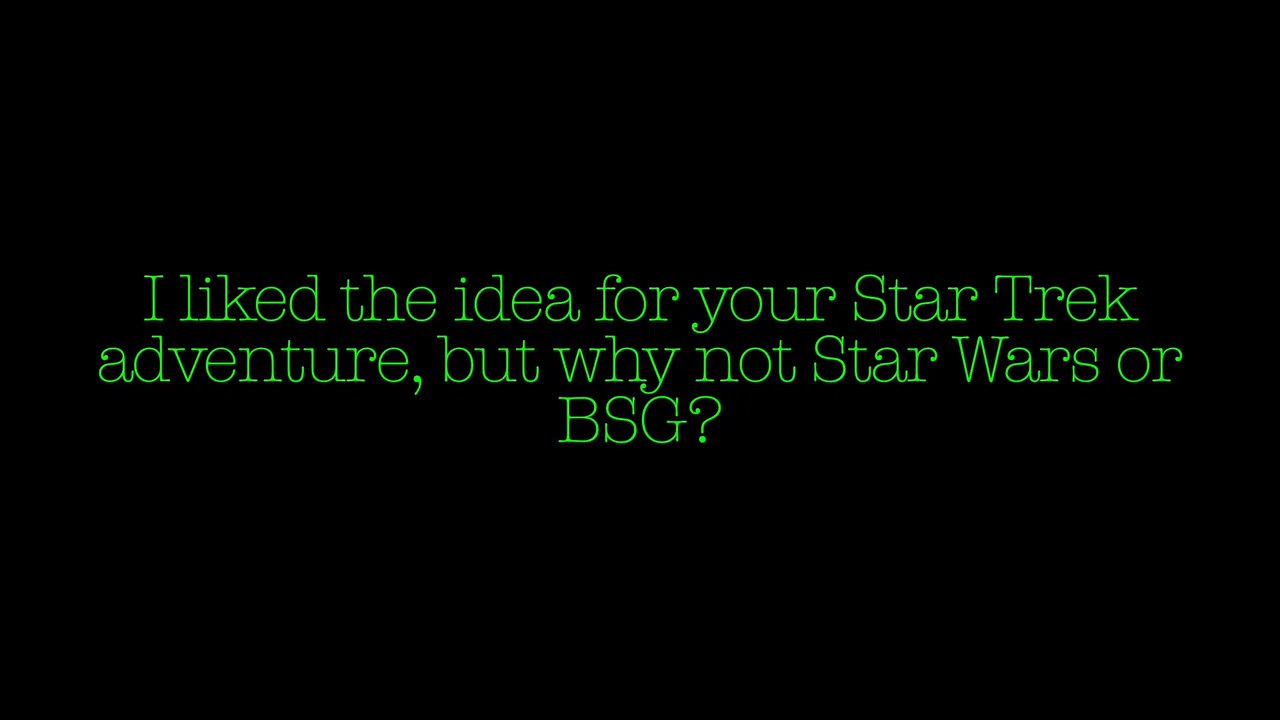 I liked the idea for your Star Trek
adventure, but why not Star Wars or
BSG?